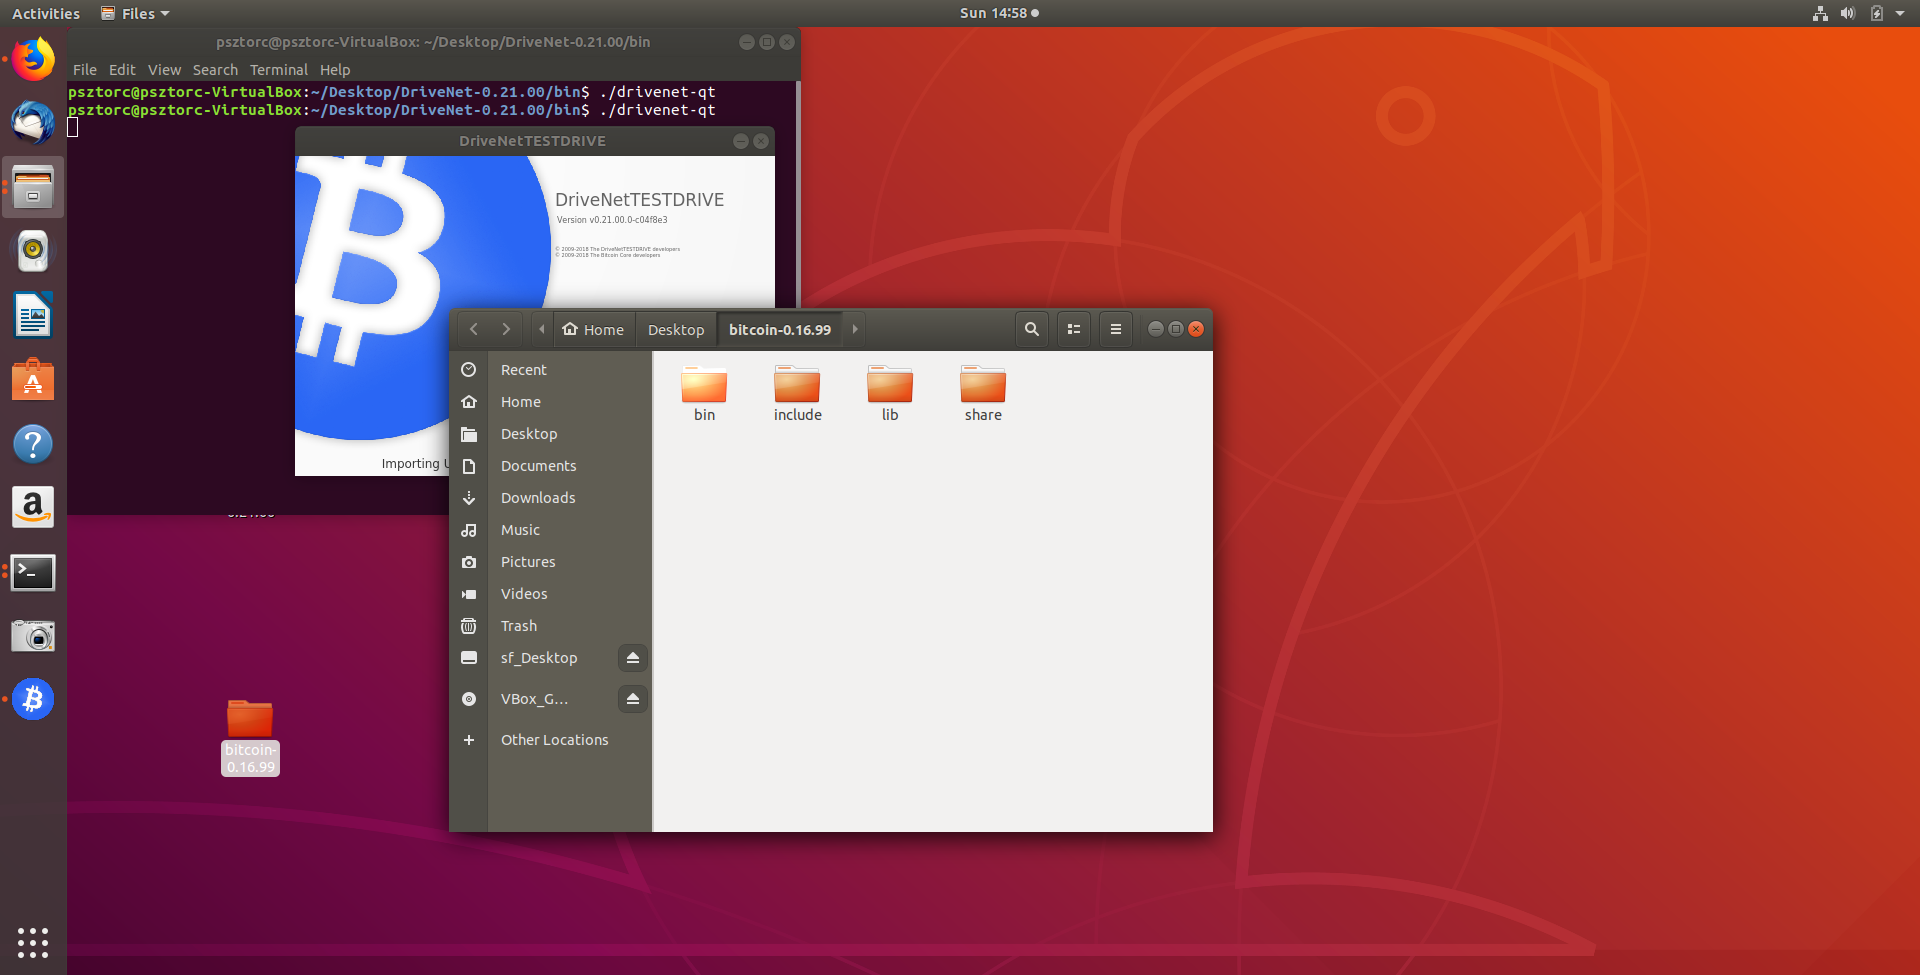 Activities
Files
Sun 14:58
psztorc@psztorc-VirtualBox: ~/Desktop/DriveNet-0.21.00/bin
File Edit View Search Terminal Help
psztorc@psztorc-VirtualBox:~/Desktop/DriveNet-0.21.00/bin$ ./drivenet-qt
psztorc@psztorc-VirtualBox:~/Desktop/DriveNet-0.21.00/bin$ ./drivenet-qt
DriveNetTESTDRIVE
DriveNetTESTDRIVE
Version v0.21.00.0-c04f8e3
© 2009-2018 The DriveNetTESTDRIVE developers
© 2009-2018 The Bitcoin Core developers
Importing
Home
Desktop
bitcoin-0.16.99
Recent
Home
Desktop
Documents
Downloads
Music
Pictures
Videos
Trash
sf_Desktop
VBox_G...
Other Locations
bin
include
lib
share
bitcoin-
0.16.99